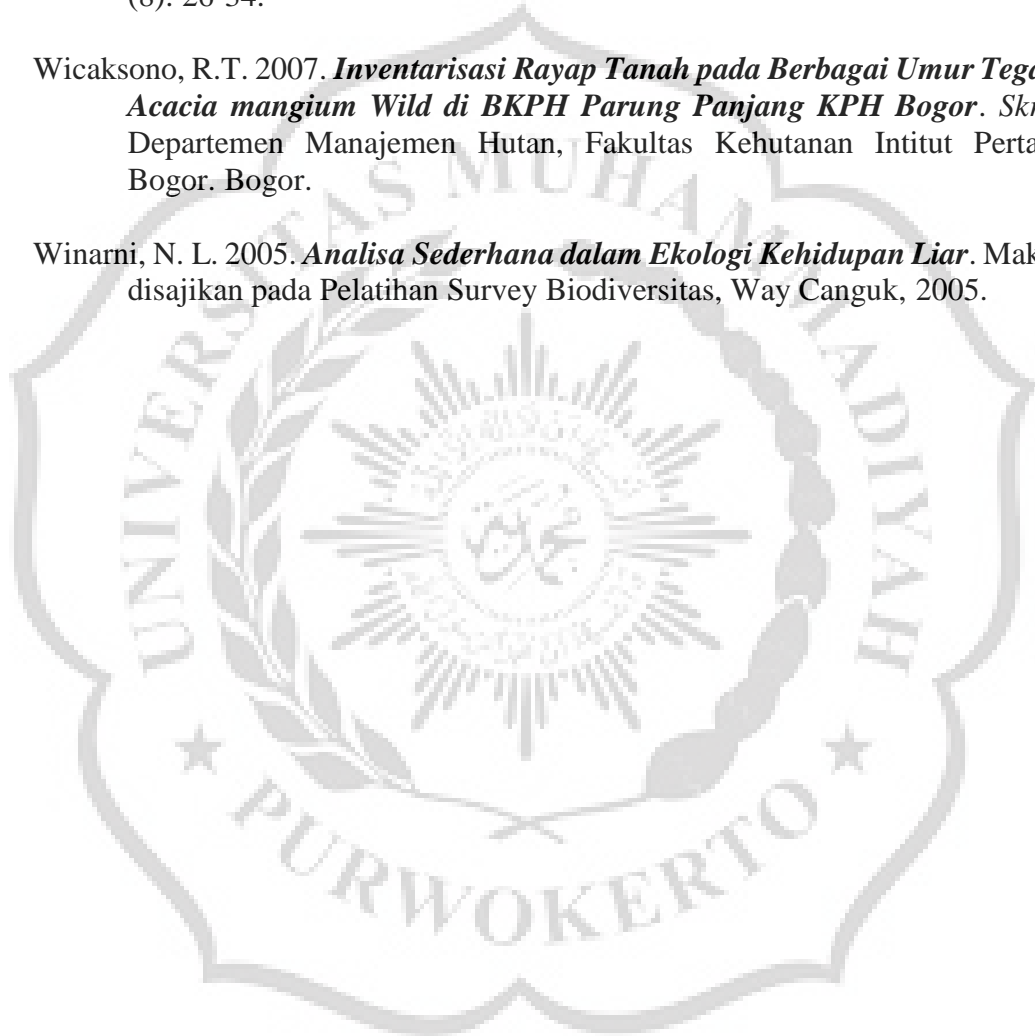 (8): 26-34.
Wicaksono, R.T. 2007. Inventarisasi Rayap Tanah pada Berbagai Umur Tega
Acacia mangium Wild di BKPH Parung Panjang KPH Bogor. Skr
Departemen Manajemen Hutan, Fakultas Kehutanan Intitut Perta
Bogor. Bogor.
Winarni, N. L. 2005. Analisa Sederhana dalam Ekologi Kehidupan Liar. Mak
disajikan pada Pelatihan Survey Biodiversitas, Way Canguk, 2005.
UNIVERSITAS MUHAMMADIYAH
PURWOKERTO